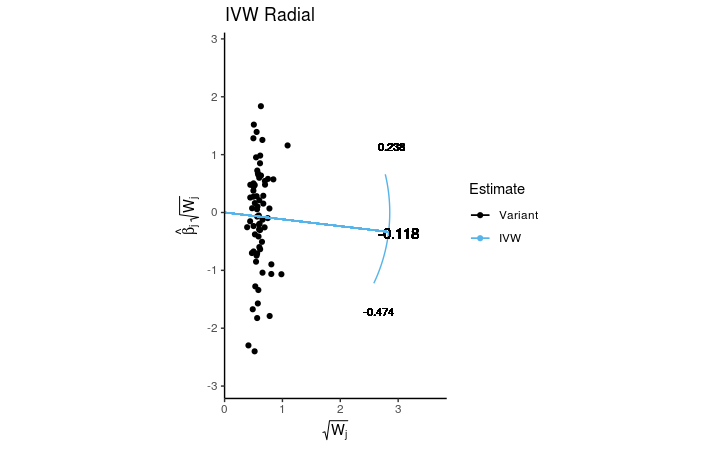 IVW Radial
3
2
1
0
-1
-2
-3
β̂j√Wj
0.238
-0.118
-0.474
0 1 2 3
√Wj
Estimate
Variant
IVW